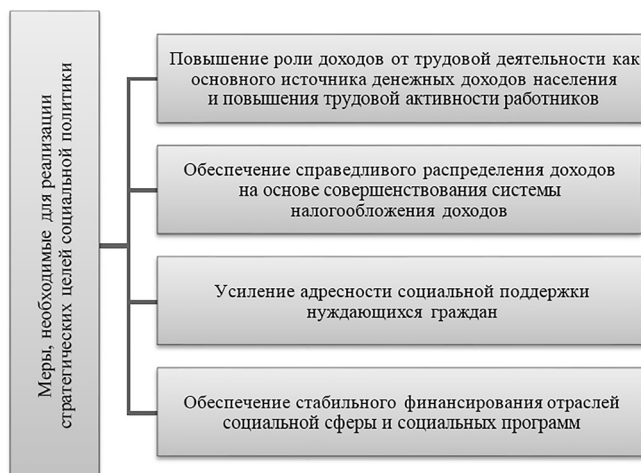 Меры, необходимые для реализации
стратегических целей социальной политики
Повышение роли доходов от трудовой деятельности как
основного источника денежных доходов населения
и повышения трудовой активности работников
Обеспечение справедливого распределения доходов
на основе совершенствования системы
налогообложения доходов
Усиление адресности социальной поддержки
нуждающихся граждан
Обеспечение стабильного финансирования отраслей
социальной сферы и социальных программ